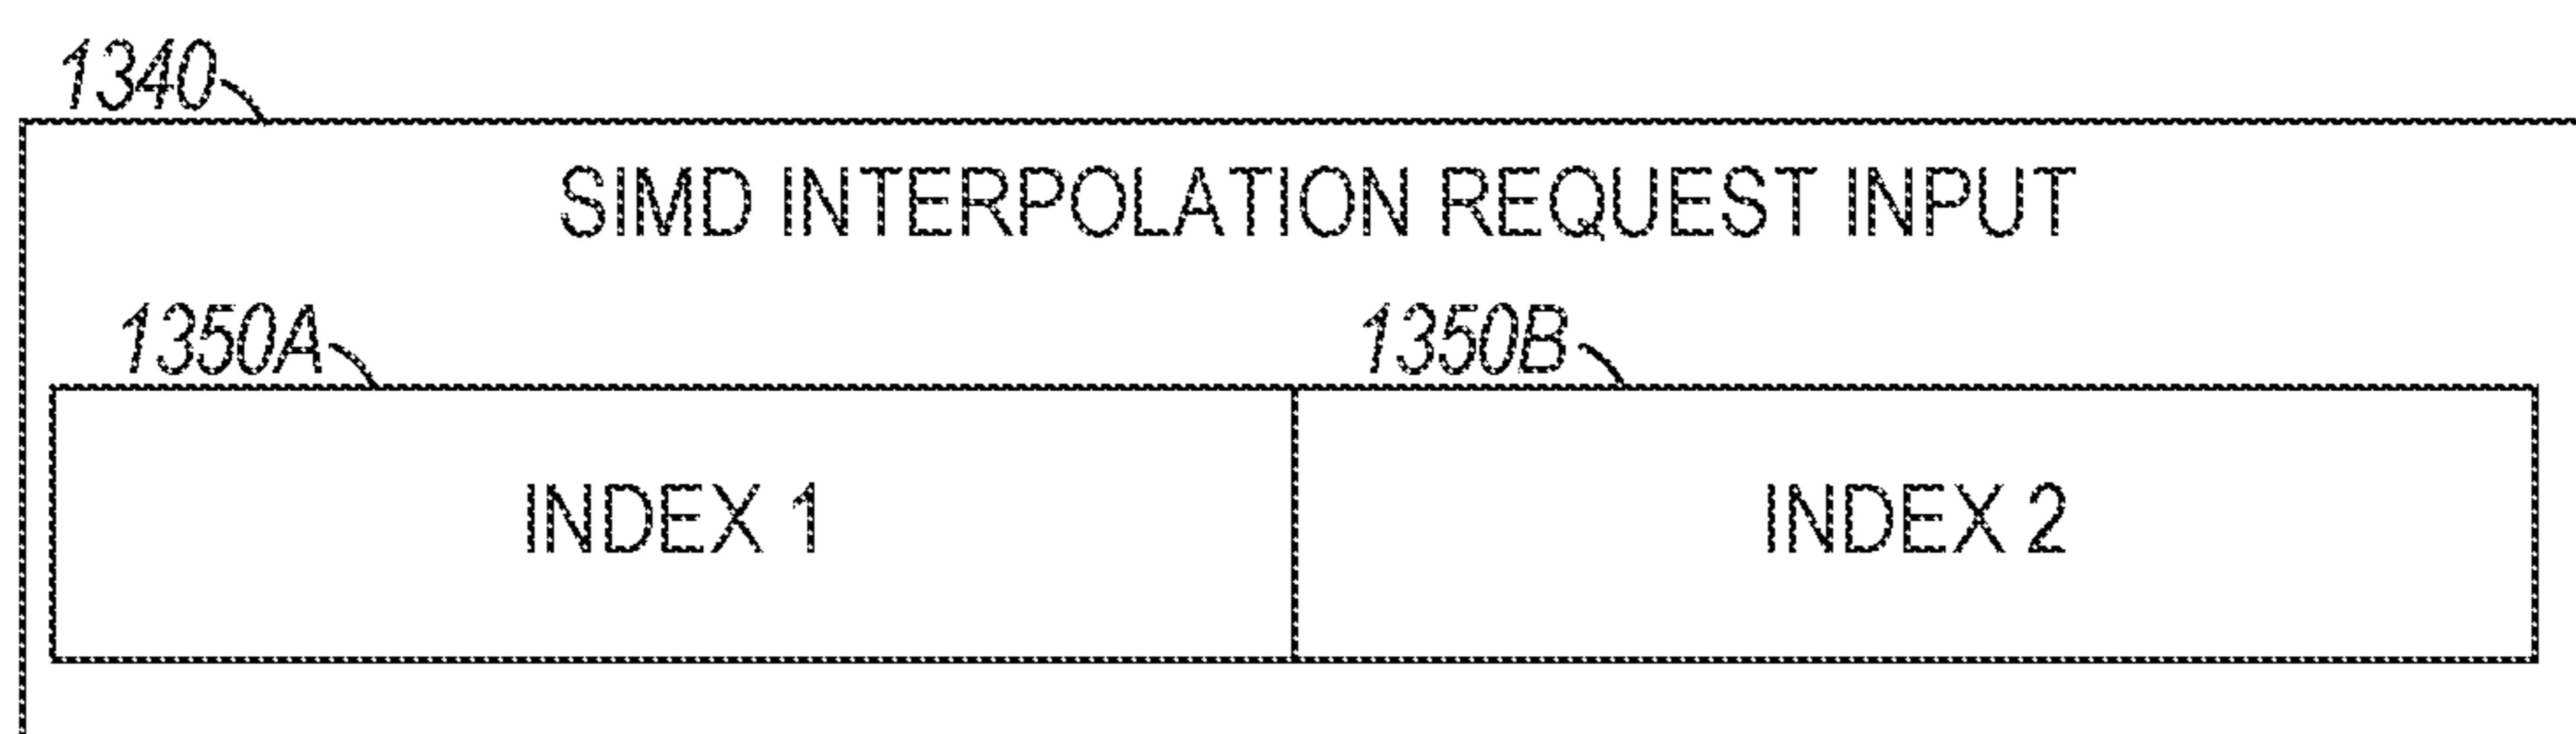 1340
SIMD INTERPOLATION REQUEST INPUT
1350A 1350B
INDEX 1 INDEX 2